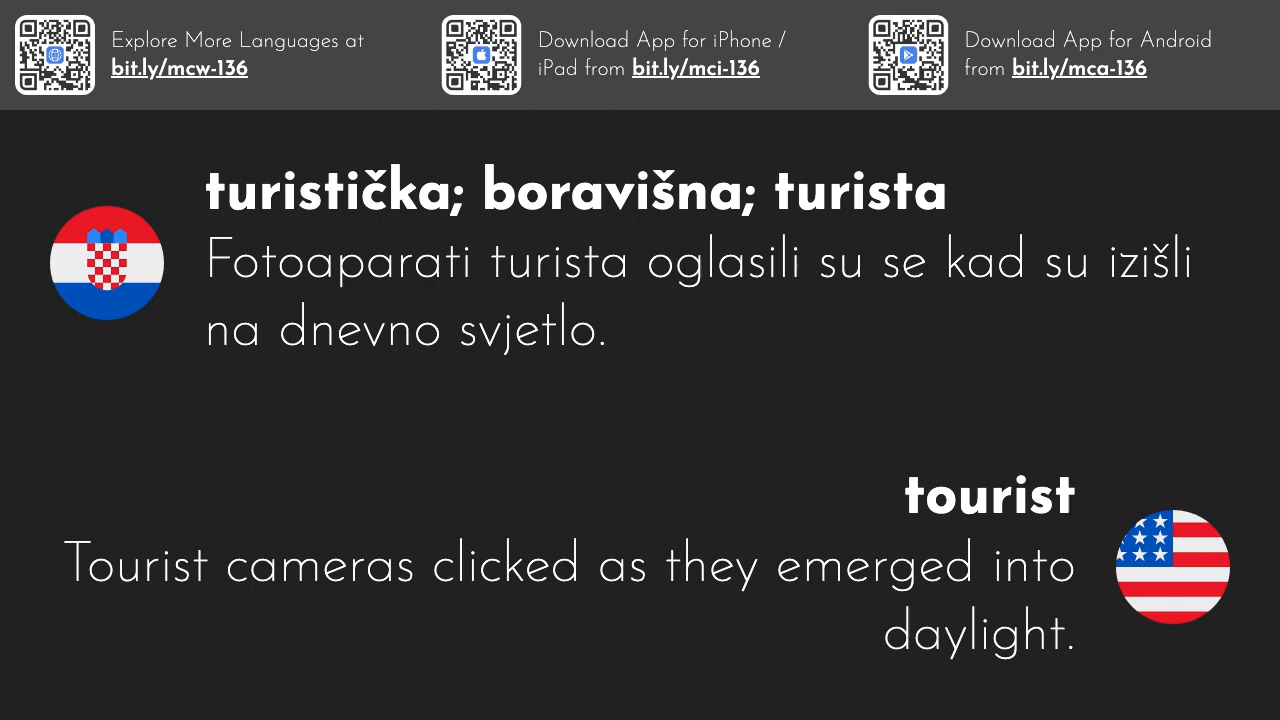 Explore More Languages at
bit.ly/mcw-136
Download App for iPhone /
iPad from bit.ly/mci-136
Download App for Android
from bit.ly/mca-136
turistička; boravišna; turista
Fotoaparati turista oglasili su se kad su izišli
na dnevno svjetlo.
tourist
Tourist cameras clicked as they emerged into
daylight.